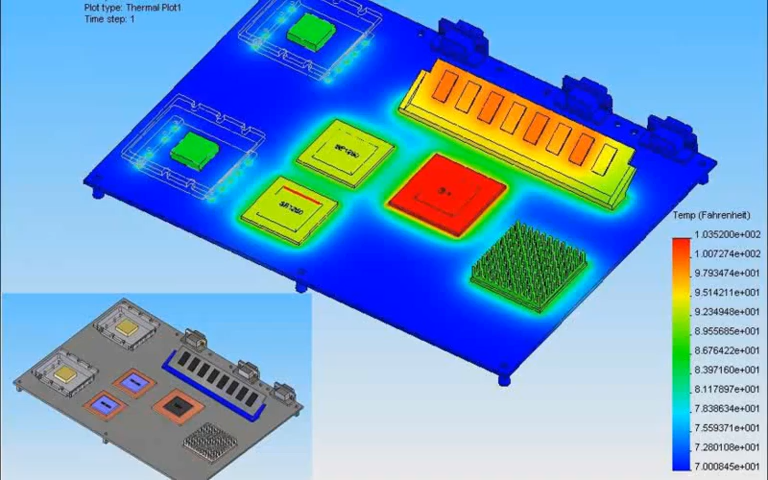 Plot type: Thermal Plot1
Time step: 1
Temp (Fahrenheit)
1.035200e+002
1.007274e+002
9.793474e+001
9.514211e+001
9.234948e+001
8.955685e+001
8.676422e+001
8.397160e+001
8.117897e+001
7.838634e+001
7.559371e+001
7.280108e+001
7.000845e+001